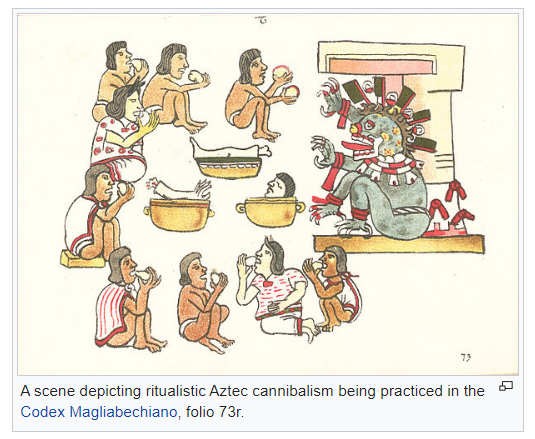 73
A scene depicting ritualistic Aztec cannibalism being practiced in the
Codex Magliabechiano, folio 73r.